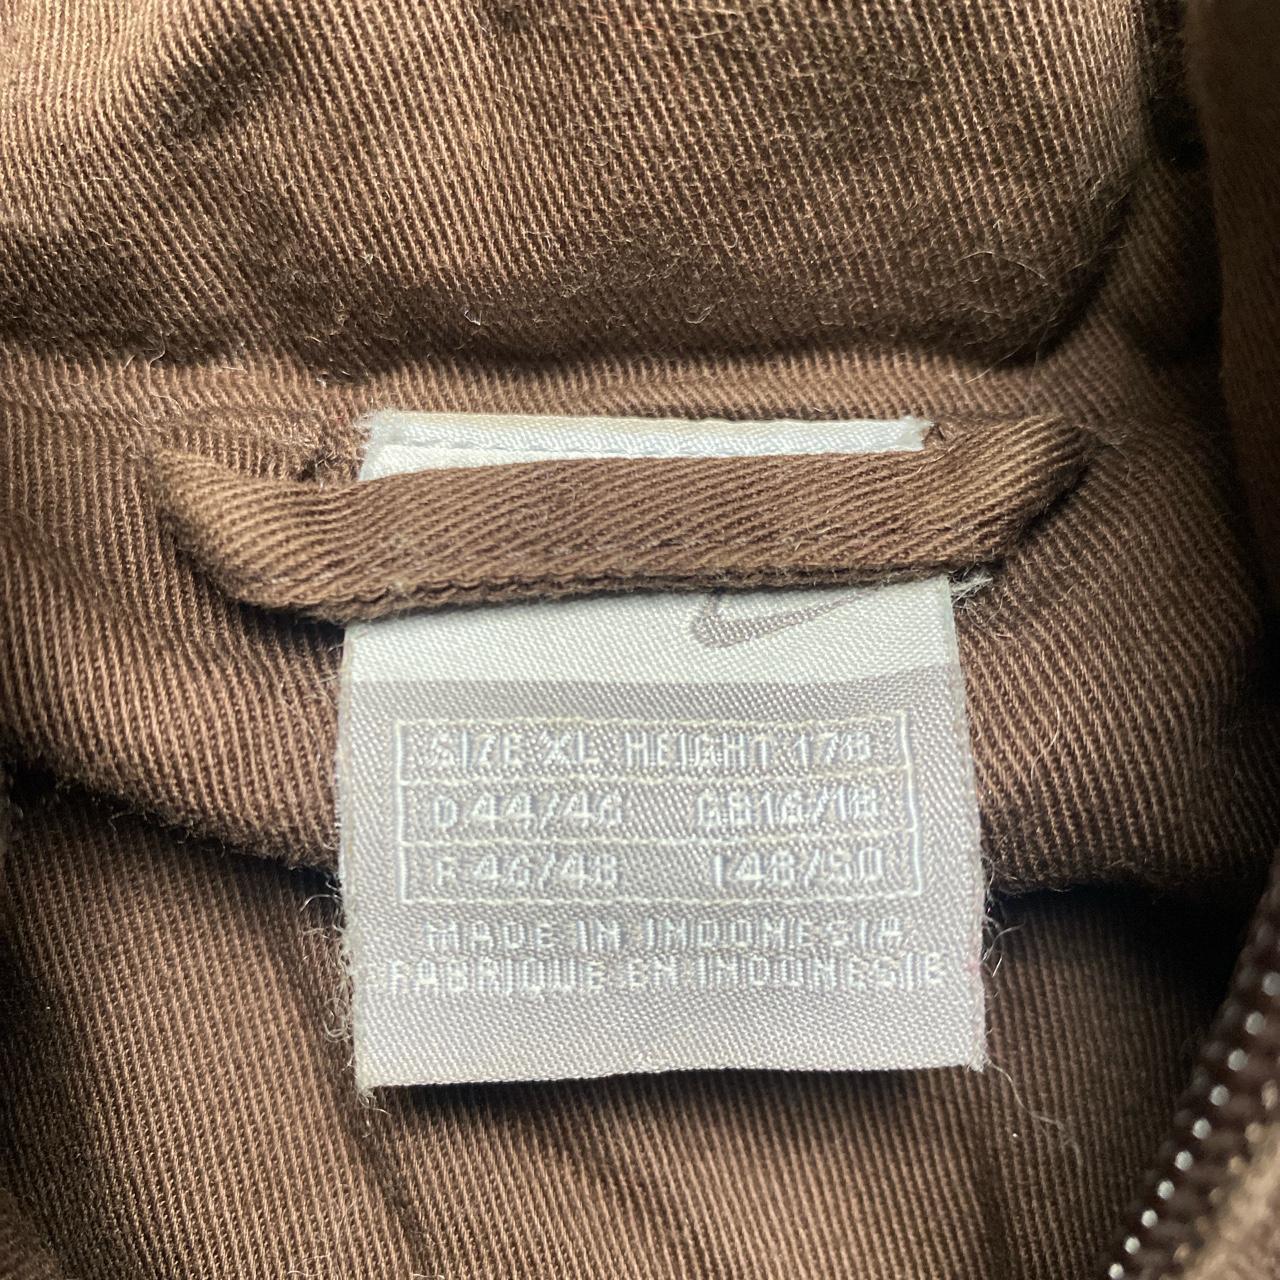 SIZE XL HEIGHT 178
D 44/46 GB 16/18
F 46/48 I 48/50
MADE IN INDONESIA
FABRIQUE EN INDONESIE